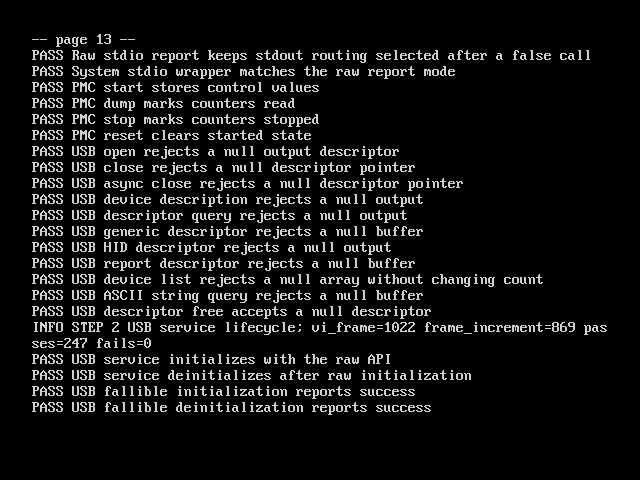 -- page 13 --
PASS Raw stdio report keeps stdout routing selected after a false call
PASS System stdio wrapper matches the raw report mode
PASS PMC start stores control values
PASS PMC dump marks counters read
PASS PMC stop marks counters stopped
PASS PMC reset clears started state
PASS USB open rejects a null output descriptor
PASS USB close rejects a null descriptor pointer
PASS USB async close rejects a null descriptor pointer
PASS USB device description rejects a null output
PASS USB descriptor query rejects a null output
PASS USB generic descriptor rejects a null buffer
PASS USB HID descriptor rejects a null output
PASS USB report descriptor rejects a null buffer
PASS USB device list rejects a null array without changing count
PASS USB ASCII string query rejects a null buffer
PASS USB descriptor free accepts a null descriptor
INFO STEP 2 USB service lifecycle; vi_frame=1022 frame_increment=869 pas
ses=247 fails=0
PASS USB service initializes with the raw API
PASS USB service deinitializes after raw initialization
PASS USB fallible initialization reports success
PASS USB fallible deinitialization reports success